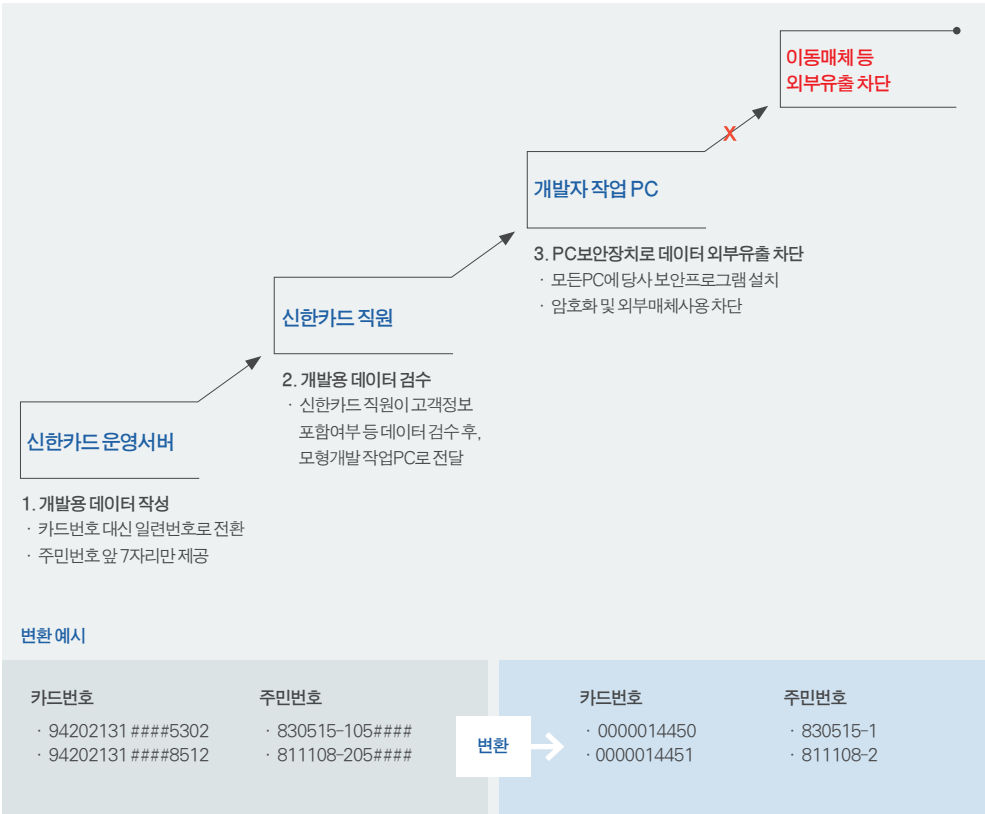 이동매체 등
외부유출 차단
X
개발자 작업 PC
3. PC보안장치로 데이터 외부유출 차단
· 모든PC에 당사 보안프로그램 설치
· 암호화 및 외부매체사용 차단
신한카드 직원
2. 개발용 데이터 검수
· 신한카드 직원이 고객정보
포함여부 등 데이터 검수 후,
모형개발 작업PC로 전달
신한카드 운영서버
1. 개발용 데이터 작성
· 카드번호 대신 일련번호로 전환
· 주민번호 앞 7자리만 제공
변환 예시
카드번호
· 94202131 ####5302
· 94202131 ####8512
주민번호
· 830515-105####
· 811108-205####
변환
카드번호
· 0000014450
· 0000014451
주민번호
· 830515-1
· 811108-2